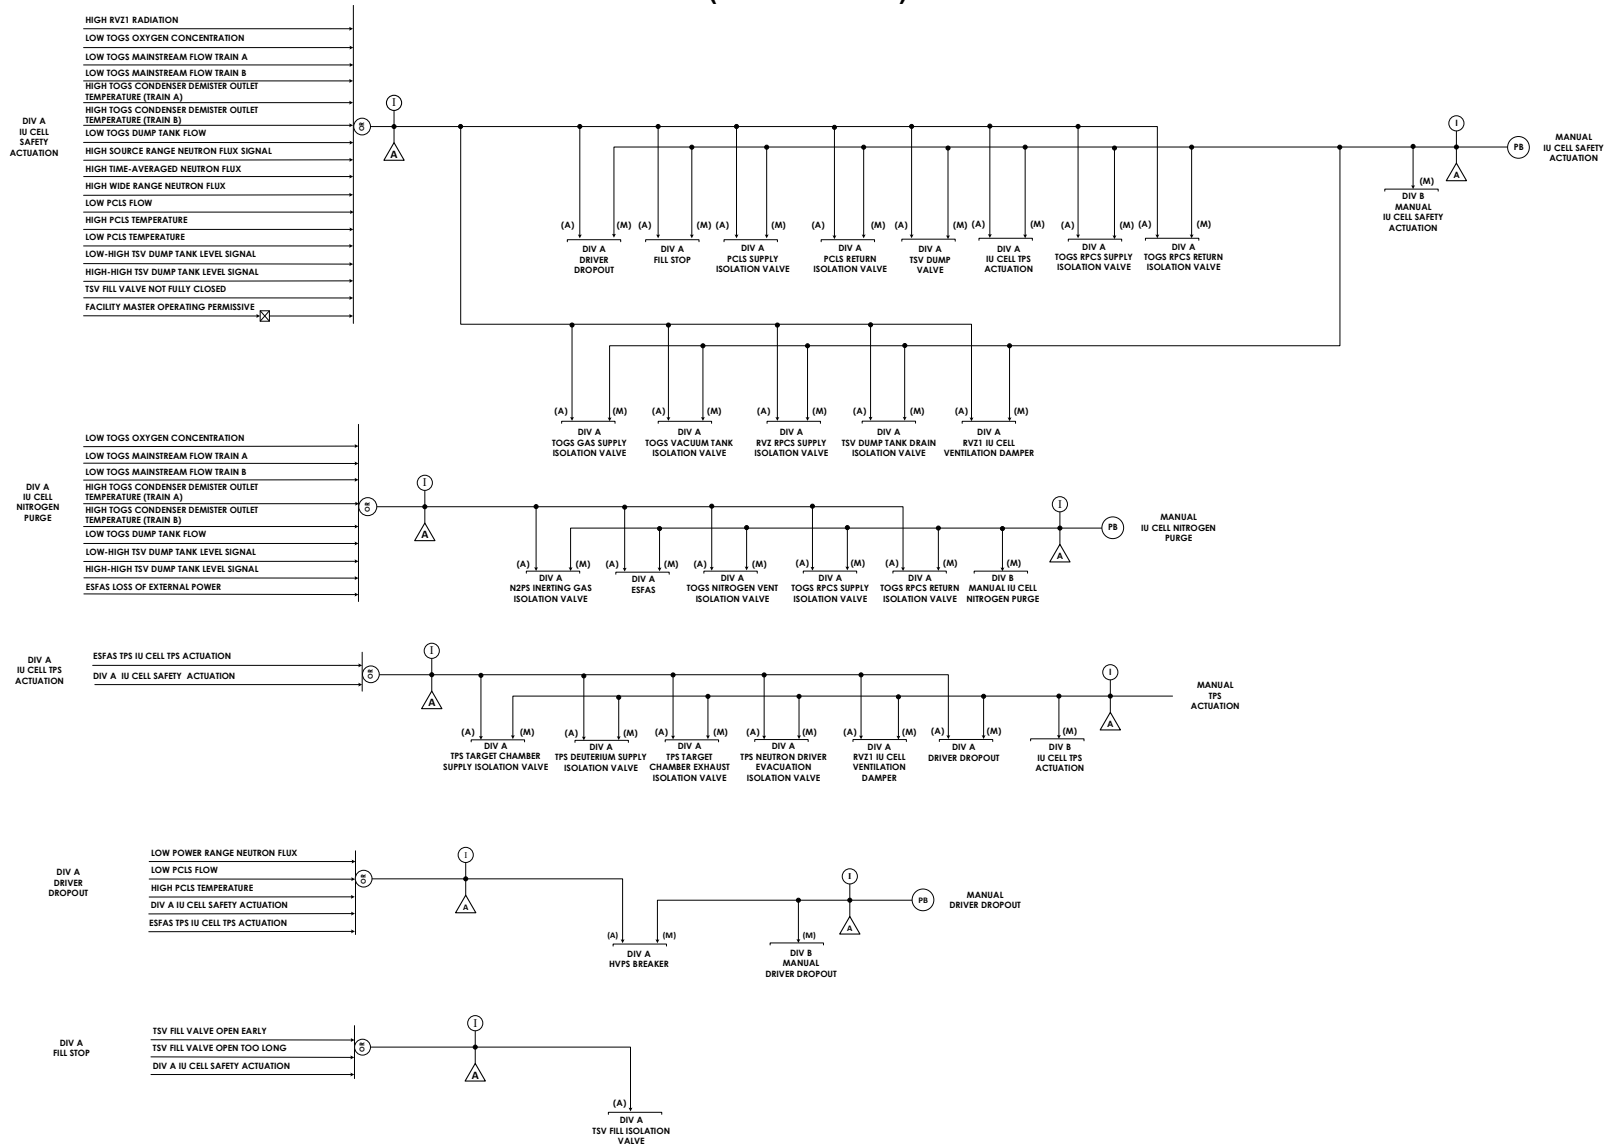 HIGH RVZ1 RADIATION
LOW TOGS OXYGEN CONCENTRATION
LOW TOGS MAINSTREAM FLOW TRAIN A
LOW TOGS MAINSTREAM FLOW TRAIN B
HIGH TOGS CONDENSER DEMISTER OUTLET
TEMPERATURE (TRAIN A)
HIGH TOGS CONDENSER DEMISTER OUTLET
TEMPERATURE (TRAIN B)
LOW TOGS DUMP TANK FLOW
HIGH SOURCE RANGE NEUTRON FLUX SIGNAL
HIGH TIME-AVERAGED NEUTRON FLUX
HIGH WIDE RANGE NEUTRON FLUX
LOW PCLS FLOW
HIGH PCLS TEMPERATURE
LOW PCLS TEMPERATURE
LOW-HIGH TSV DUMP TANK LEVEL SIGNAL
HIGH-HIGH TSV DUMP TANK LEVEL SIGNAL
TSV FILL VALVE NOT FULLY CLOSED
FACILITY MASTER OPERATING PERMISSIVE
DIV A
IU CELL
SAFETY
ACTUATION
OR
I
A
I
A
PB
MANUAL
IU CELL SAFETY
ACTUATION
(M)
DIV B
MANUAL
IU CELL SAFETY
ACTUATION
(A) (M)
DIV A
DRIVER
DROPOUT
(A) (M)
DIV A
FILL STOP
(A) (M)
DIV A
PCLS SUPPLY
ISOLATION VALVE
(A) (M)
DIV A
PCLS RETURN
ISOLATION VALVE
(A) (M)
DIV A
TSV DUMP
VALVE
(A) (M)
DIV A
IU CELL TPS
ACTUATION
(A) (M)
DIV A
TOGS RPCS SUPPLY
ISOLATION VALVE
(A) (M)
DIV A
TOGS RPCS RETURN
ISOLATION VALVE
(A) (M)
DIV A
TOGS GAS SUPPLY
ISOLATION VALVE
(A) (M)
DIV A
TOGS VACUUM TANK
ISOLATION VALVE
(A) (M)
DIV A
RVZ RPCS SUPPLY
ISOLATION VALVE
(A) (M)
DIV A
TSV DUMP TANK DRAIN
ISOLATION VALVE
(A) (M)
DIV A
RVZ1 IU CELL
VENTILATION DAMPER
DIV A
IU CELL
NITROGEN
PURGE
LOW TOGS OXYGEN CONCENTRATION
LOW TOGS MAINSTREAM FLOW TRAIN A
LOW TOGS MAINSTREAM FLOW TRAIN B
HIGH TOGS CONDENSER DEMISTER OUTLET
TEMPERATURE (TRAIN A)
HIGH TOGS CONDENSER DEMISTER OUTLET
TEMPERATURE (TRAIN B)
LOW TOGS DUMP TANK FLOW
LOW-HIGH TSV DUMP TANK LEVEL SIGNAL
HIGH-HIGH TSV DUMP TANK LEVEL SIGNAL
ESFAS LOSS OF EXTERNAL POWER
OR
I
A
I
A
PB
MANUAL
IU CELL NITROGEN
PURGE
(A) (M)
DIV A
N2PS INERTING GAS
ISOLATION VALVE
(A) (M)
DIV A
ESFAS
(A) (M)
DIV A
TOGS NITROGEN VENT
ISOLATION VALVE
(A) (M)
DIV A
TOGS RPCS SUPPLY
ISOLATION VALVE
(A) (M)
DIV A
TOGS RPCS RETURN
ISOLATION VALVE
(M)
DIV B
MANUAL IU CELL
NITROGEN PURGE
DIV A
IU CELL TPS
ACTUATION
ESFAS TPS IU CELL TPS ACTUATION
DIV A IU CELL SAFETY ACTUATION
OR
I
A
I
A
MANUAL
TPS
ACTUATION
(A) (M)
DIV A
TPS TARGET CHAMBER
SUPPLY ISOLATION VALVE
(A) (M)
DIV A
TPS DEUTERIUM SUPPLY
ISOLATION VALVE
(A) (M)
DIV A
TPS TARGET
CHAMBER EXHAUST
ISOLATION VALVE
(A) (M)
DIV A
TPS NEUTRON DRIVER
EVACUATION
ISOLATION VALVE
(A) (M)
DIV A
RVZ1 IU CELL
VENTILATION
DAMPER
(A) (M)
DIV A
DRIVER DROPOUT
(M)
DIV B
IU CELL TPS
ACTUATION
DIV A
DRIVER
DROPOUT
LOW POWER RANGE NEUTRON FLUX
LOW PCLS FLOW
HIGH PCLS TEMPERATURE
DIV A IU CELL SAFETY ACTUATION
ESFAS TPS IU CELL TPS ACTUATION
OR
I
A
I
A
PB
MANUAL
DRIVER DROPOUT
(A) (M)
DIV A
HVPS BREAKER
(M)
DIV B
MANUAL
DRIVER DROPOUT
DIV A
FILL STOP
TSV FILL VALVE OPEN EARLY
TSV FILL VALVE OPEN TOO LONG
DIV A IU CELL SAFETY ACTUATION
OR
I
A
(A)
DIV A
TSV FILL ISOLATION
VALVE